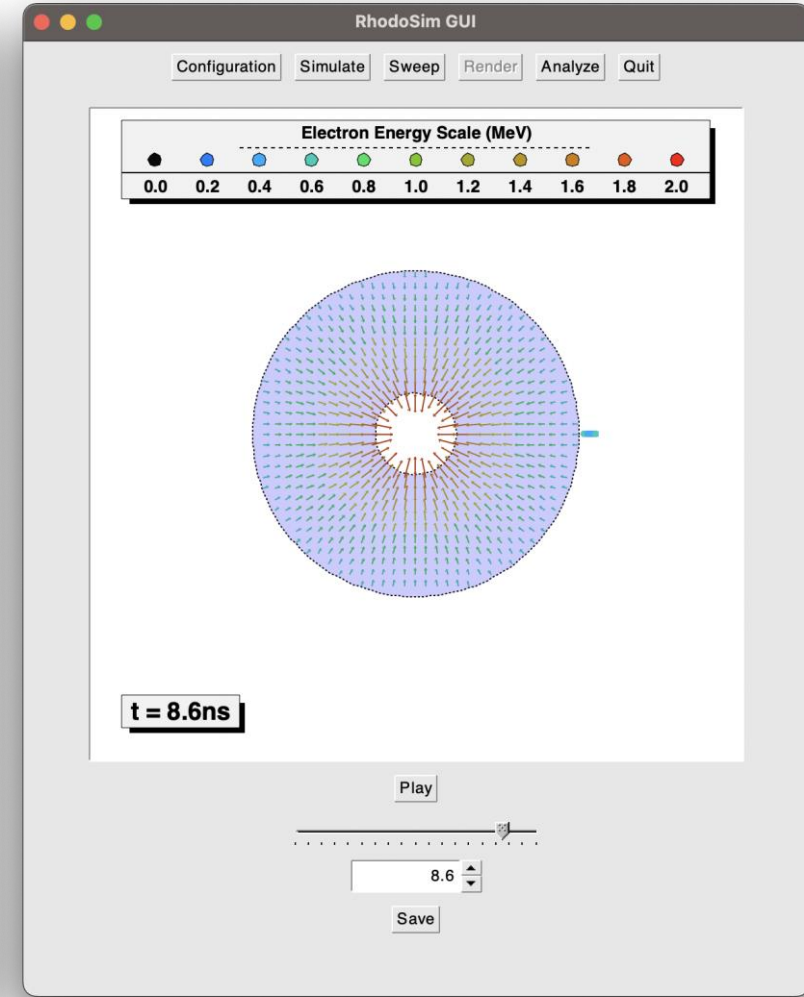 RhodoSim GUI
Configuration Simulate Sweep Render Analyze Quit
Electron Energy Scale (MeV)
0.0 0.2 0.4 0.6 0.8 1.0 1.2 1.4 1.6 1.8 2.0
t = 8.6ns
Play
8.6
Save